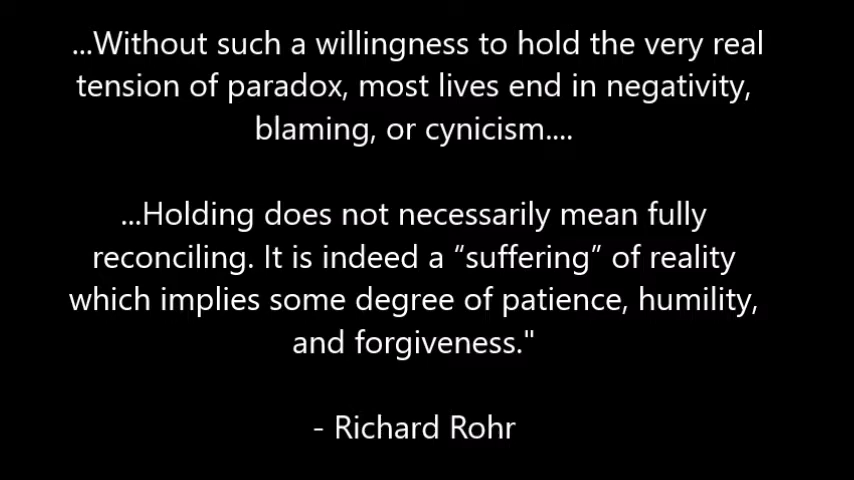 ...Without such a willingness to hold the very real
tension of paradox, most lives end in negativity,
blaming, or cynicism....
...Holding does not necessarily mean fully
reconciling. It is indeed a “suffering” of reality
which implies some degree of patience, humility,
and forgiveness."
- Richard Rohr